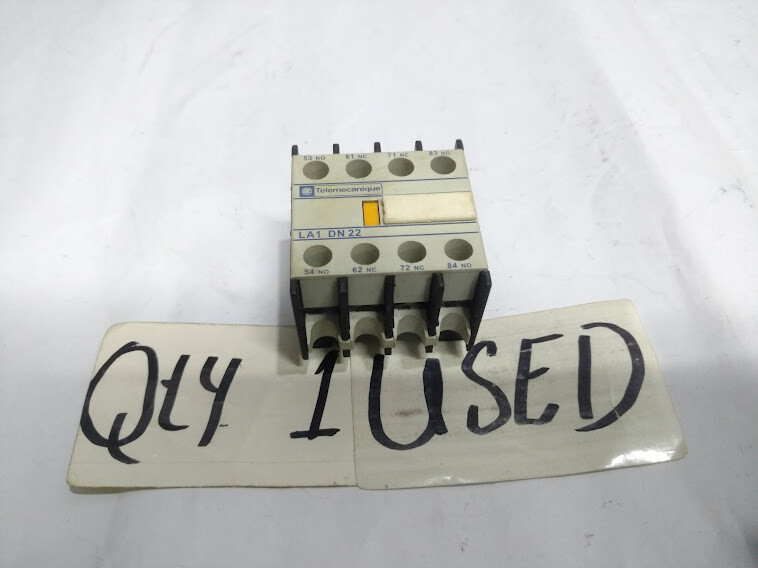 53 NO 61 NC 71 NC 83 NO
Telemecanique
LA1 DN 22
54 NO 62 NC 72 NC 84 NO
Qty 1 USED